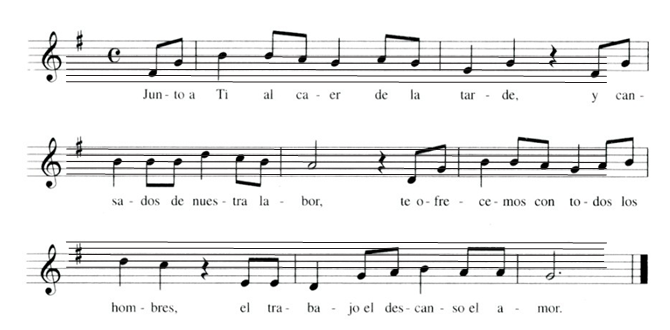 Jun - to a Ti al ca - er de la tar - de, y can -
sa - dos de nues - tra la - bor, te o - fre - ce - mos con to - dos los
hom - bres, el tra - ba - jo el des - can - so el a - mor.